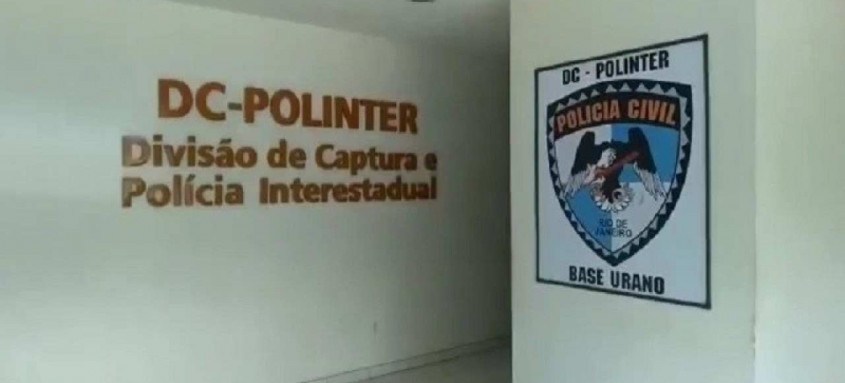 DC-POLINTER
Divisão de Captura e
Polícia Interestadual
DC - POLINTER
POLICIA CIVIL
RIO DE
JANEIRO
BASE URANO